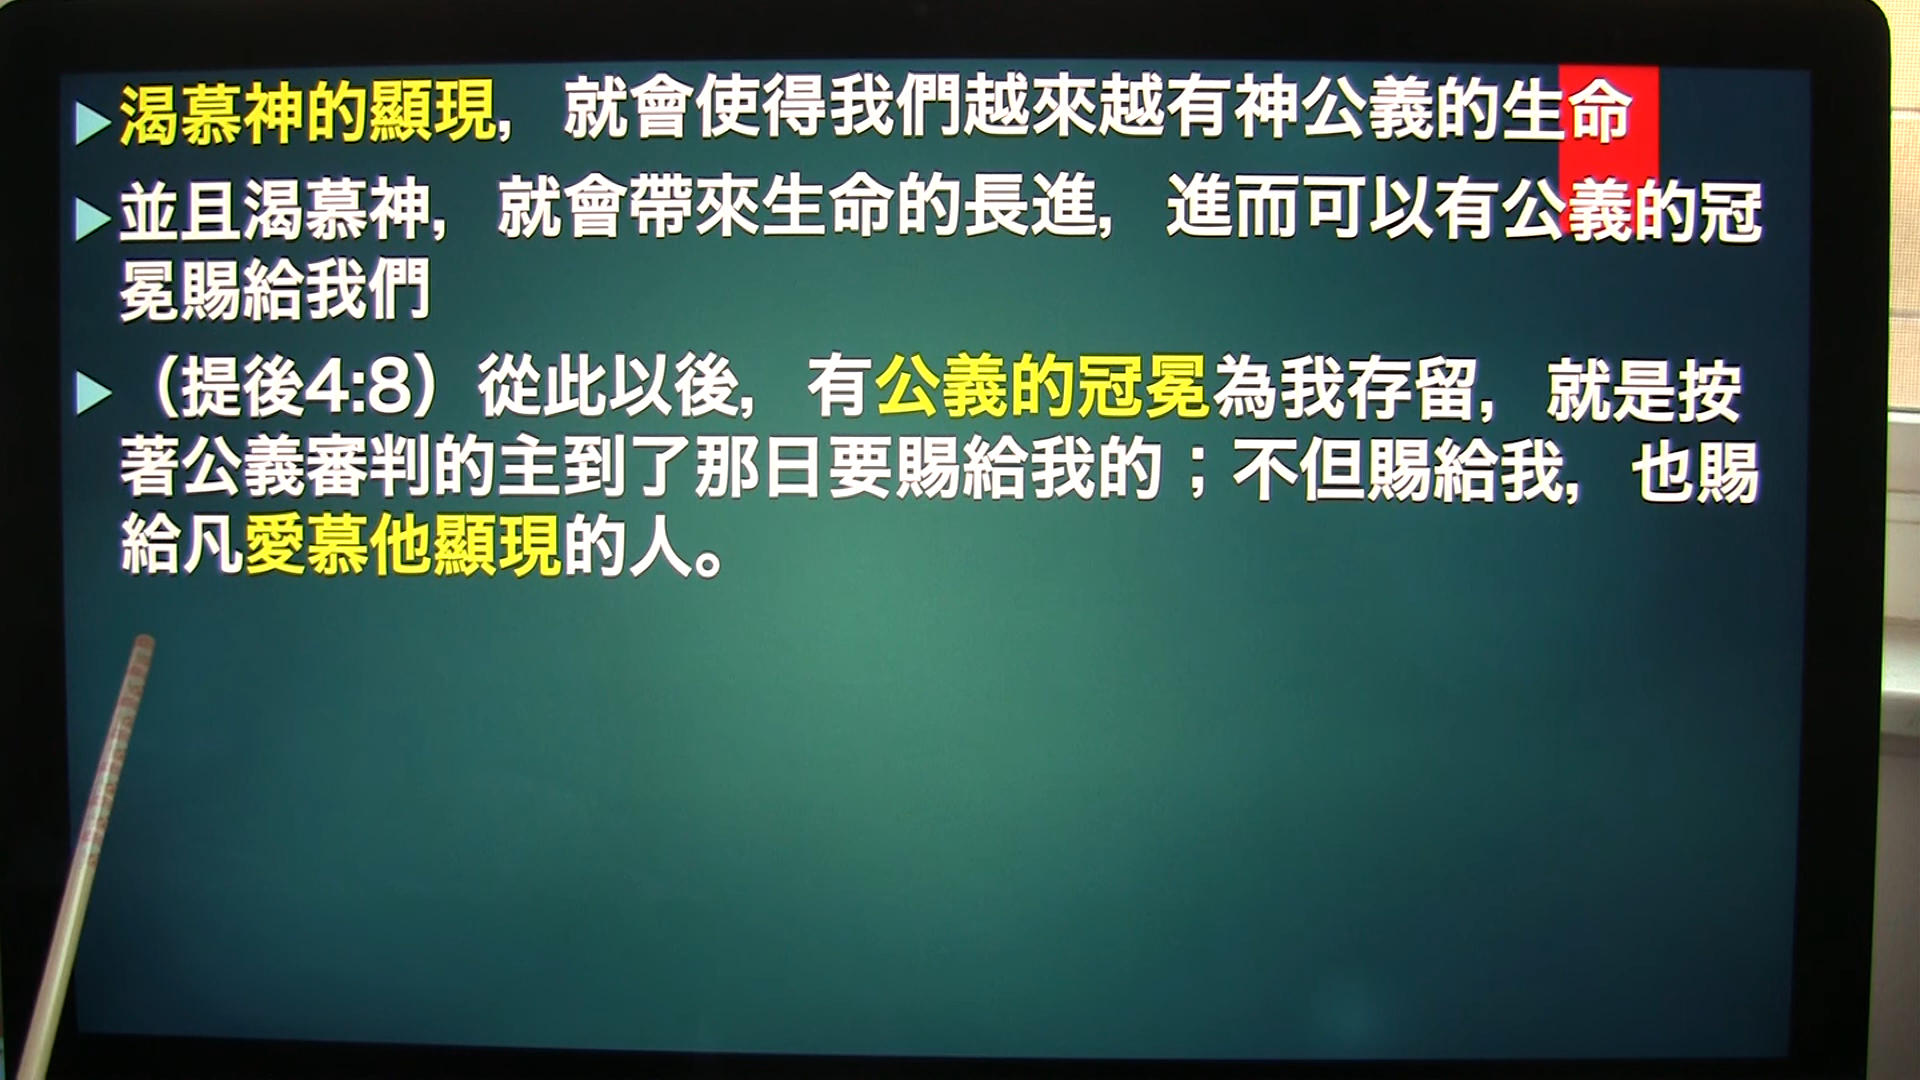 渴慕神的顯現，就會使得我們越來越有神公義的生命
並且渴慕神，就會帶來生命的長進，進而可以有公義的冠
冕賜給我們
（提後4:8）從此以後，有公義的冠冕為我存留，就是按
著公義審判的主到了那日要賜給我的；不但賜給我，也賜
給凡愛慕他顯現的人。